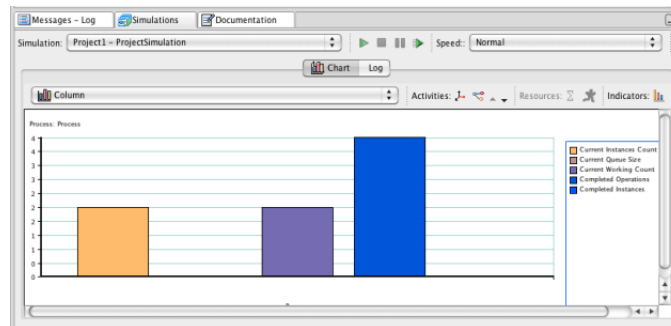 Messages - Log Simulations Documentation
Simulation: Project1 - ProjectSimulation Speed:: Normal
Chart Log
Column Activities: Resources: Σ Indicators:
Process: Process
4
4
3
3
2
2
1
1
0
0
Current Instances Count
Current Queue Size
Current Working Count
Completed Operations
Completed Instances